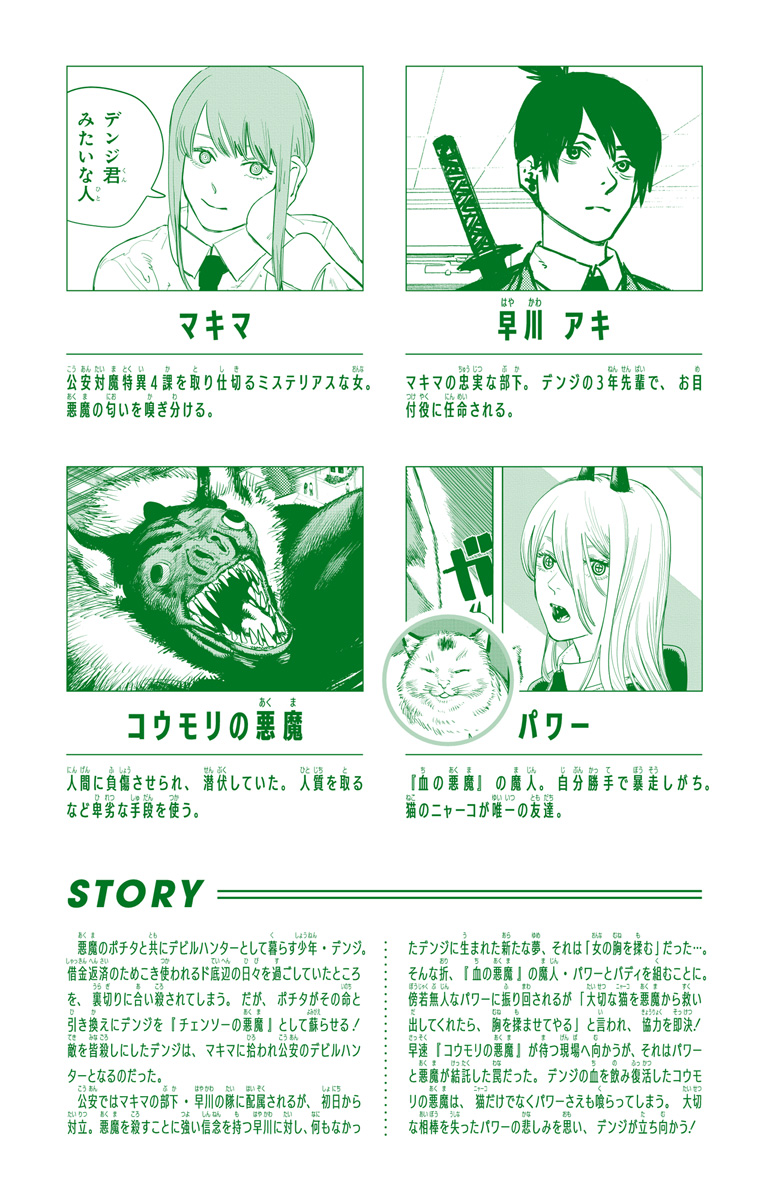 デンジ君
みたいな人
マキマ
公安対魔特異4課を取り仕切るミステリアスな女。
悪魔の匂いを嗅ぎ分ける。
早川 アキ
マキマの忠実な部下。デンジの3年先輩で、お目
付役に任命される。
コウモリの悪魔
人間に負傷させられ、潜伏していた。人質を取る
など卑劣な手段を使う。
ガ
パワー
『血の悪魔』の魔人。自分勝手で暴走しがち。
猫のニャーコが唯一の友達。
STORY
悪魔のポチタと共にデビルハンターとして暮らす少年・デンジ。
借金返済のためこき使われるド底辺の日々を過ごしていたところ
を、裏切りに合い殺されてしまう。だが、ポチタがその命と
引き換えにデンジを『チェンソーの悪魔』として蘇らせる!
敵を皆殺しにしたデンジは、マキマに拾われ公安のデビルハン
ターとなるのだった。
公安ではマキマの部下・早川の隊に配属されるが、初日から
対立。悪魔を殺すことに強い信念を持つ早川に対し、何もなかっ
たデンジに生まれた新たな夢、それは「女の胸を揉む」だった…。
そんな折、『血の悪魔』の魔人・パワーとバディを組むことに。
傍若無人なパワーに振り回されるが「大切な猫を悪魔から救い
出してくれたら、胸を揉ませてやる」と言われ、協力を即決!
早速『コウモリの悪魔』が待つ現場へ向かうが、それはパワー
と悪魔が結託した罠だった。デンジの血を飲み復活したコウモ
リの悪魔は、猫だけでなくパワーさえも喰らってしまう。大切
な相棒を失ったパワーの悲しみを思い、デンジが立ち向かう!